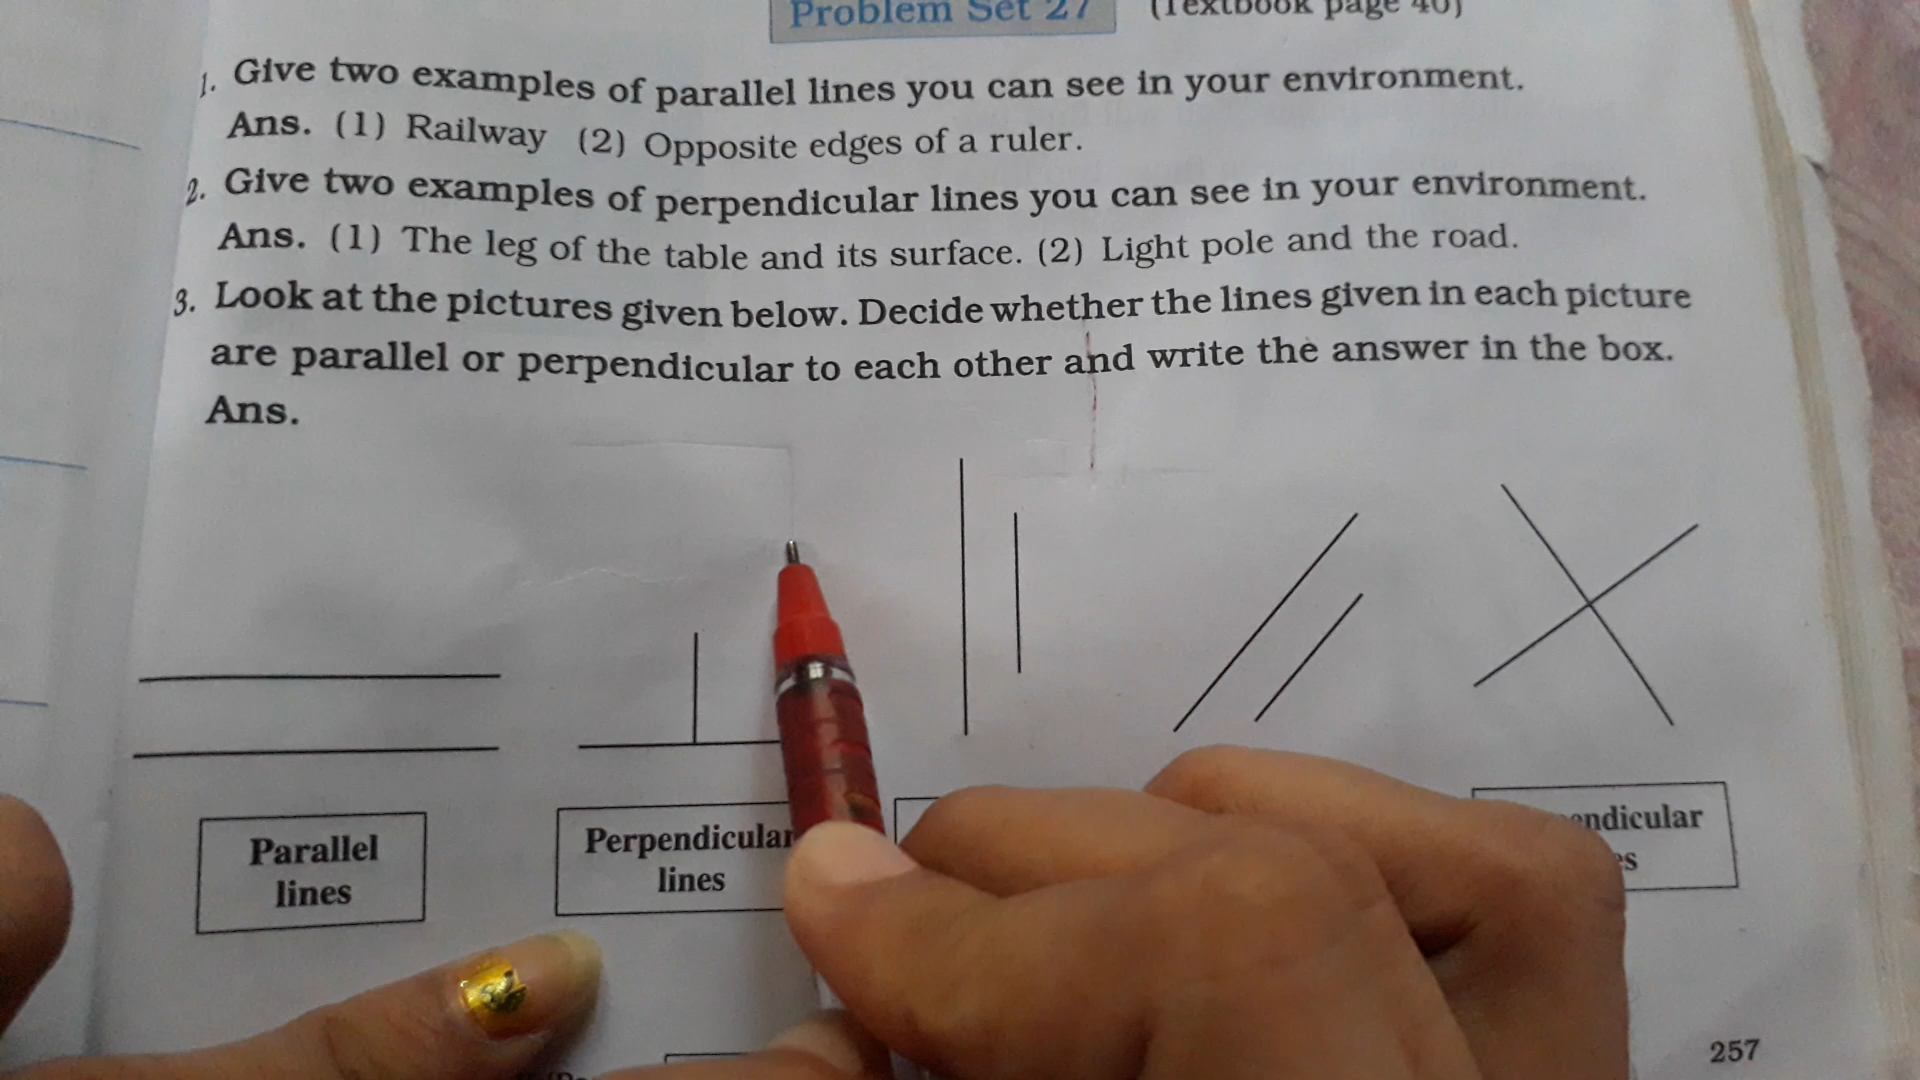 Problem Set 27 (Textbook page 40)
1. Give two examples of parallel lines you can see in your environment.
Ans. (1) Railway (2) Opposite edges of a ruler.
2. Give two examples of perpendicular lines you can see in your environment.
Ans. (1) The leg of the table and its surface. (2) Light pole and the road.
3. Look at the pictures given below. Decide whether the lines given in each picture
are parallel or perpendicular to each other and write the answer in the box.
Ans.
Parallel
lines
Perpendicular
lines
endicular
257